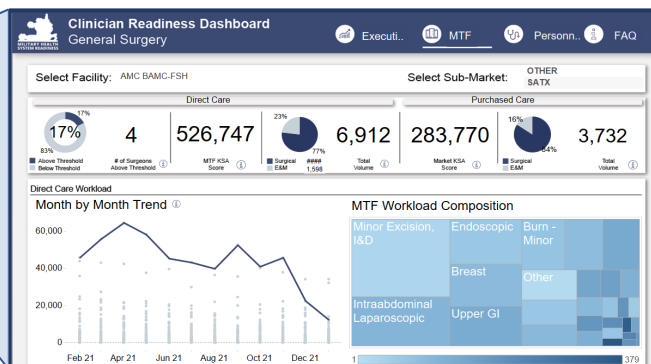 Clinician Readiness Dashboard
General Surgery
MILITARY HEALTH
SYSTEM READINESS
Executi..
MTF
Personn..
FAQ
Select Facility: AMC BAMC-FSH
Select Sub-Market: OTHER
SATX
Direct Care
Purchased Care
17%
17%
83%
Above Threshold
Below Threshold
4
# of Surgeons
Above Threshold
526,747
MTF KSA
Score
23%
77%
Surgical ####
E&M 1,598
6,912
Total
Volume
283,770
Market KSA
Score
16%
84%
Surgical
E&M
3,732
Total
Volume
Direct Care Workload
Month by Month Trend
60,000
40,000
20,000
0
Feb 21 Apr 21 Jun 21 Aug 21 Oct 21 Dec 21
MTF Workload Composition
Minor Excision,
I&D
Endoscopic
Burn -
Minor
Breast
Other
Intraabdominal
Laparoscopic
Upper GI
1 379